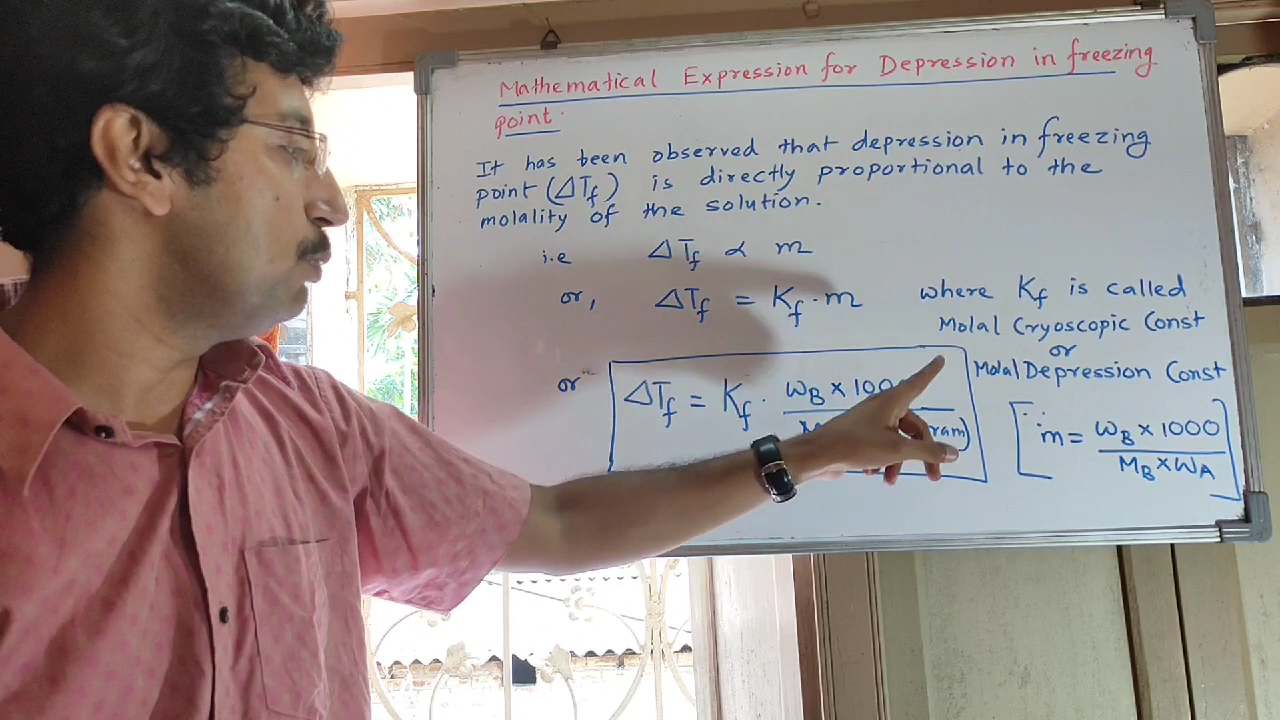 Mathematical Expression for Depression in freezing
point.
It has been observed that depression in freezing
point (ΔTf) is directly proportional to the
molality of the solution.
i.e ΔTf ∝ m
or, ΔTf = Kf · m where Kf is called
Molal Cryoscopic Const
or
Molal Depression Const
or ΔTf = Kf · wB × 1000
ram)
∵ m = wB × 1000
MB × WA